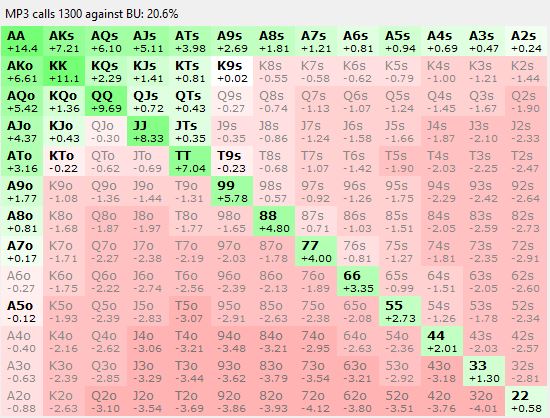 MP3 calls 1300 against BU: 20.6%
AA AKs AQs AJs ATs A9s A8s A7s A6s A5s A4s A3s A2s
+14.4 +7.21 +6.10 +5.11 +3.98 +2.69 +1.81 +1.21 +0.81 +0.94 +0.69 +0.47 +0.24
AKo KK KQs KJs KTs K9s K8s K7s K6s K5s K4s K3s K2s
+6.61 +11.1 +2.29 +1.41 +0.81 +0.02 -0.55 -0.58 -0.62 -0.79 -1.00 -1.21 -1.44
AQo KQo QQ QJs QTs Q9s Q8s Q7s Q6s Q5s Q4s Q3s Q2s
+5.42 +1.36 +9.69 +0.72 +0.43 -0.27 -0.74 -1.13 -1.07 -1.24 -1.45 -1.67 -1.90
AJo KJo QJo JJ JTs J9s J8s J7s J6s J5s J4s J3s J2s
+4.37 +0.43 -0.30 +8.33 +0.35 -0.35 -0.86 -1.24 -1.58 -1.66 -1.87 -2.10 -2.33
ATo KTo QTo JTo TT T9s T8s T7s T6s T5s T4s T3s T2s
+3.16 -0.22 -0.62 -0.69 +7.04 -0.23 -0.68 -1.07 -1.42 -1.90 -2.03 -2.25 -2.47
A9o K9o Q9o J9o T9o 99 98s 97s 96s 95s 94s 93s 92s
+1.77 -1.08 -1.36 -1.44 -1.31 +5.78 -0.57 -0.92 -1.26 -1.75 -2.29 -2.42 -2.64
A8o K8o Q8o J8o T8o 98o 88 87s 86s 85s 84s 83s 82s
+0.81 -1.68 -1.87 -1.97 -1.77 -1.65 +4.80 -0.71 -1.03 -1.51 -2.05 -2.59 -2.73
A7o K7o Q7o J7o T7o 97o 87o 77 76s 75s 74s 73s 72s
+0.17 -1.71 -2.27 -2.38 -2.19 -2.03 -1.78 +4.00 -0.81 -1.27 -1.81 -2.35 -2.91
A6o K6o Q6o J6o T6o 96o 86o 76o 66 65s 64s 63s 62s
-0.27 -1.75 -2.22 -2.74 -2.56 -2.39 -2.13 -1.89 +3.35 -0.99 -1.51 -2.05 -2.60
A5o K5o Q5o J5o T5o 95o 85o 75o 65o 55 54s 53s 52s
-0.12 -1.93 -2.39 -2.83 -3.07 -2.91 -2.63 -2.37 -2.08 +2.73 -1.26 -1.78 -2.34
A4o K4o Q4o J4o T4o 94o 84o 74o 64o 54o 44 43s 42s
-0.40 -2.16 -2.62 -3.06 -3.21 -3.48 -3.21 -2.95 -2.63 -2.36 +2.01 -2.03 -2.57
A3o K3o Q3o J3o T3o 93o 83o 73o 63o 53o 43o 33 32s
-0.63 -2.39 -2.85 -3.29 -3.44 -3.62 -3.79 -3.54 -3.21 -2.92 -3.18 +1.30 -2.81
A2o K2o Q2o J2o T2o 92o 82o 72o 62o 52o 42o 32o 22
-0.88 -2.63 -3.10 -3.54 -3.69 -3.86 -3.93 -4.12 -3.80 -3.51 -3.76 -4.01 +0.58